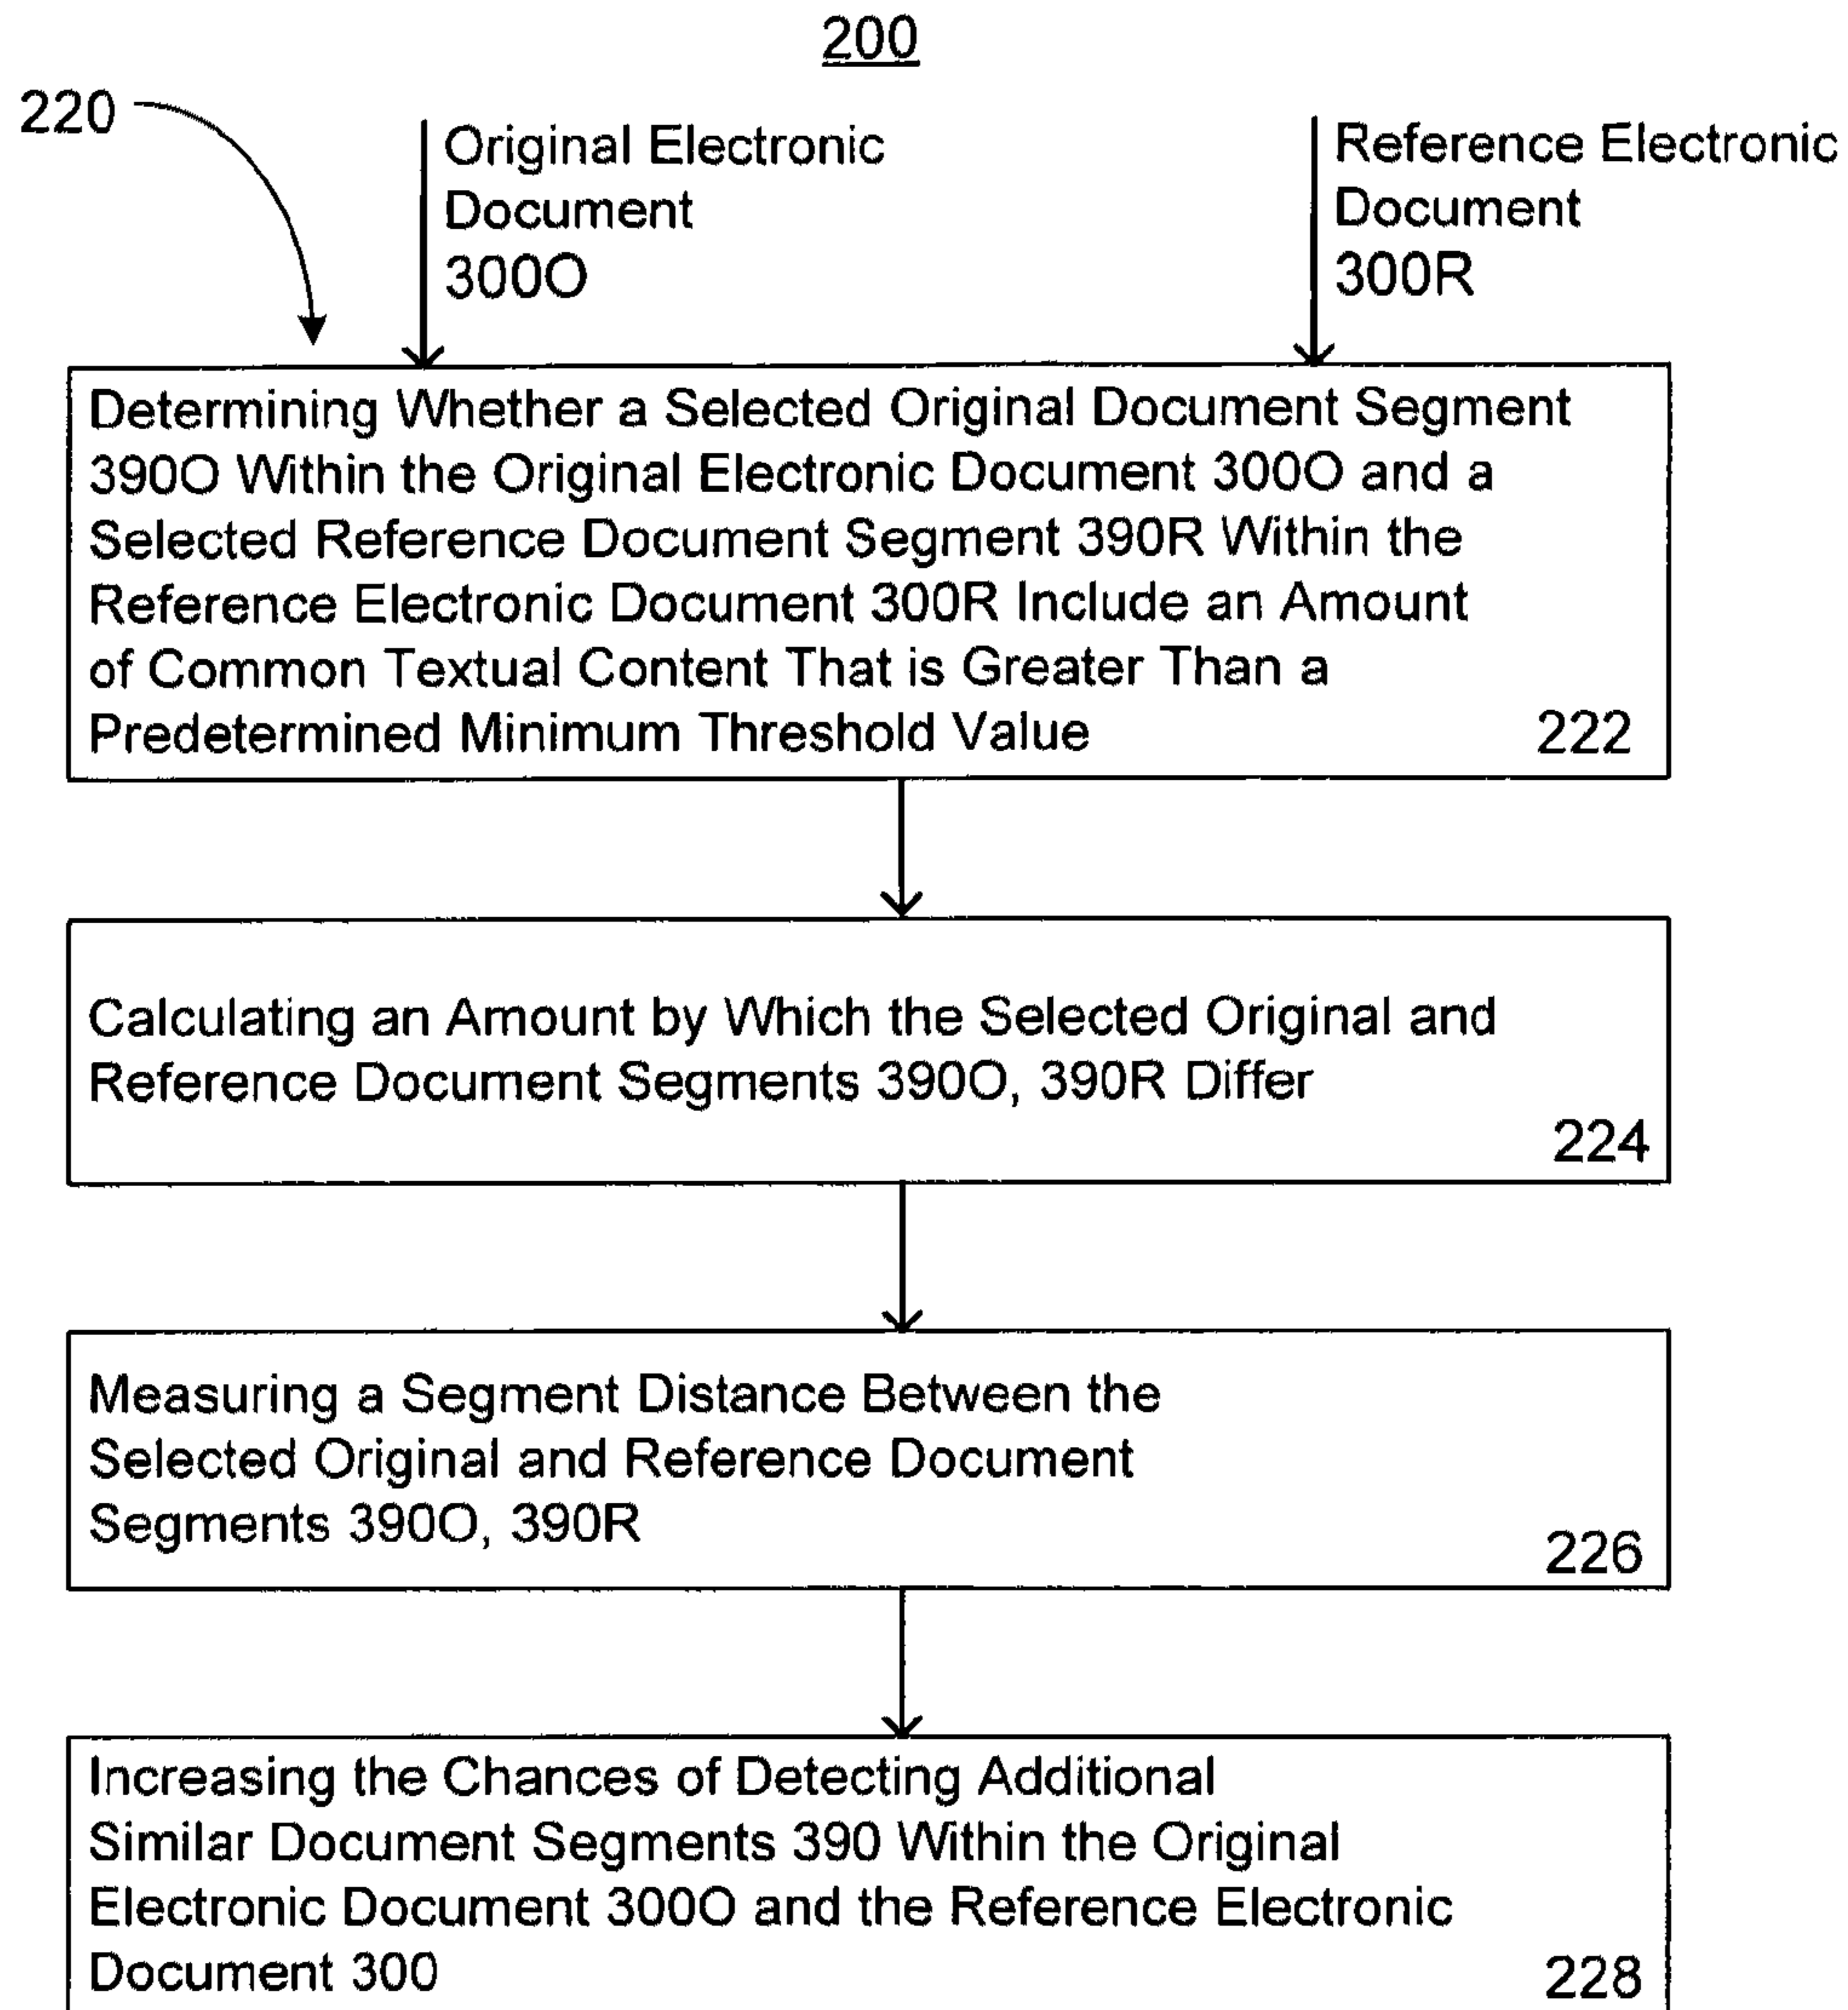 200
220
Original Electronic
Document
300O
Reference Electronic
Document
300R
Determining Whether a Selected Original Document Segment
390O Within the Original Electronic Document 300O and a
Selected Reference Document Segment 390R Within the
Reference Electronic Document 300R Include an Amount
of Common Textual Content That is Greater Than a
Predetermined Minimum Threshold Value
222
Calculating an Amount by Which the Selected Original and
Reference Document Segments 390O, 390R Differ
224
Measuring a Segment Distance Between the
Selected Original and Reference Document
Segments 390O, 390R
226
Increasing the Chances of Detecting Additional
Similar Document Segments 390 Within the Original
Electronic Document 300O and the Reference Electronic
Document 300
228